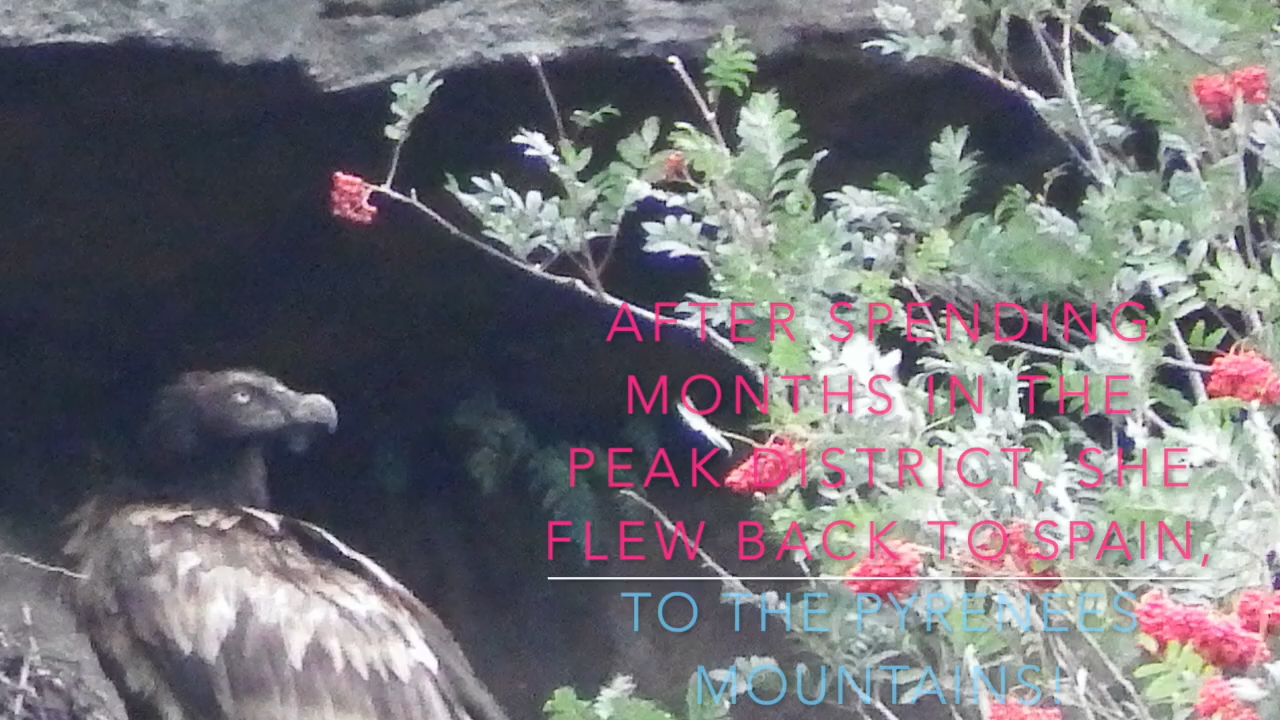 AFTER SPENDING
MONTHS IN THE
PEAK DISTRICT, SHE
FLEW BACK TO SPAIN,
TO THE PYRENEES
MOUNTAINS!